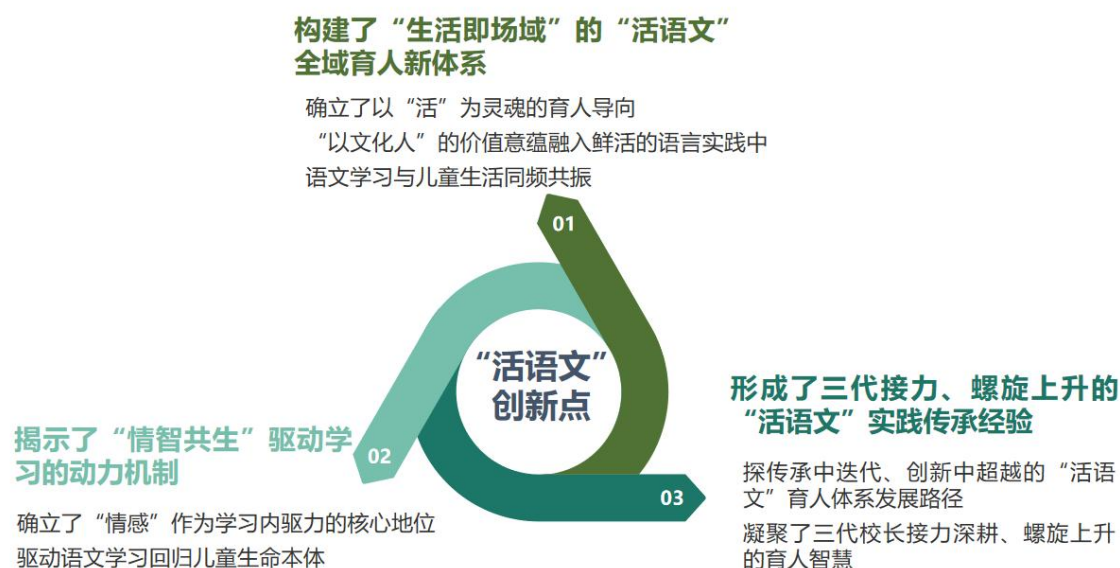 构建了“生活即场域”的“活语文”
全域育人新体系
确立了以“活”为灵魂的育人导向
“以文化人”的价值意蕴融入鲜活的语言实践中
语文学习与儿童生活同频共振
01
“活语文”
创新点
02
揭示了“情智共生”驱动学
习的动力机制
确立了“情感”作为学习内驱力的核心地位
驱动语文学习回归儿童生命本体
03
形成了三代接力、螺旋上升的
“活语文”实践传承经验
探传承中迭代、创新中超越的“活语
文”育人体系发展路径
凝聚了三代校长接力深耕、螺旋上升
的育人智慧